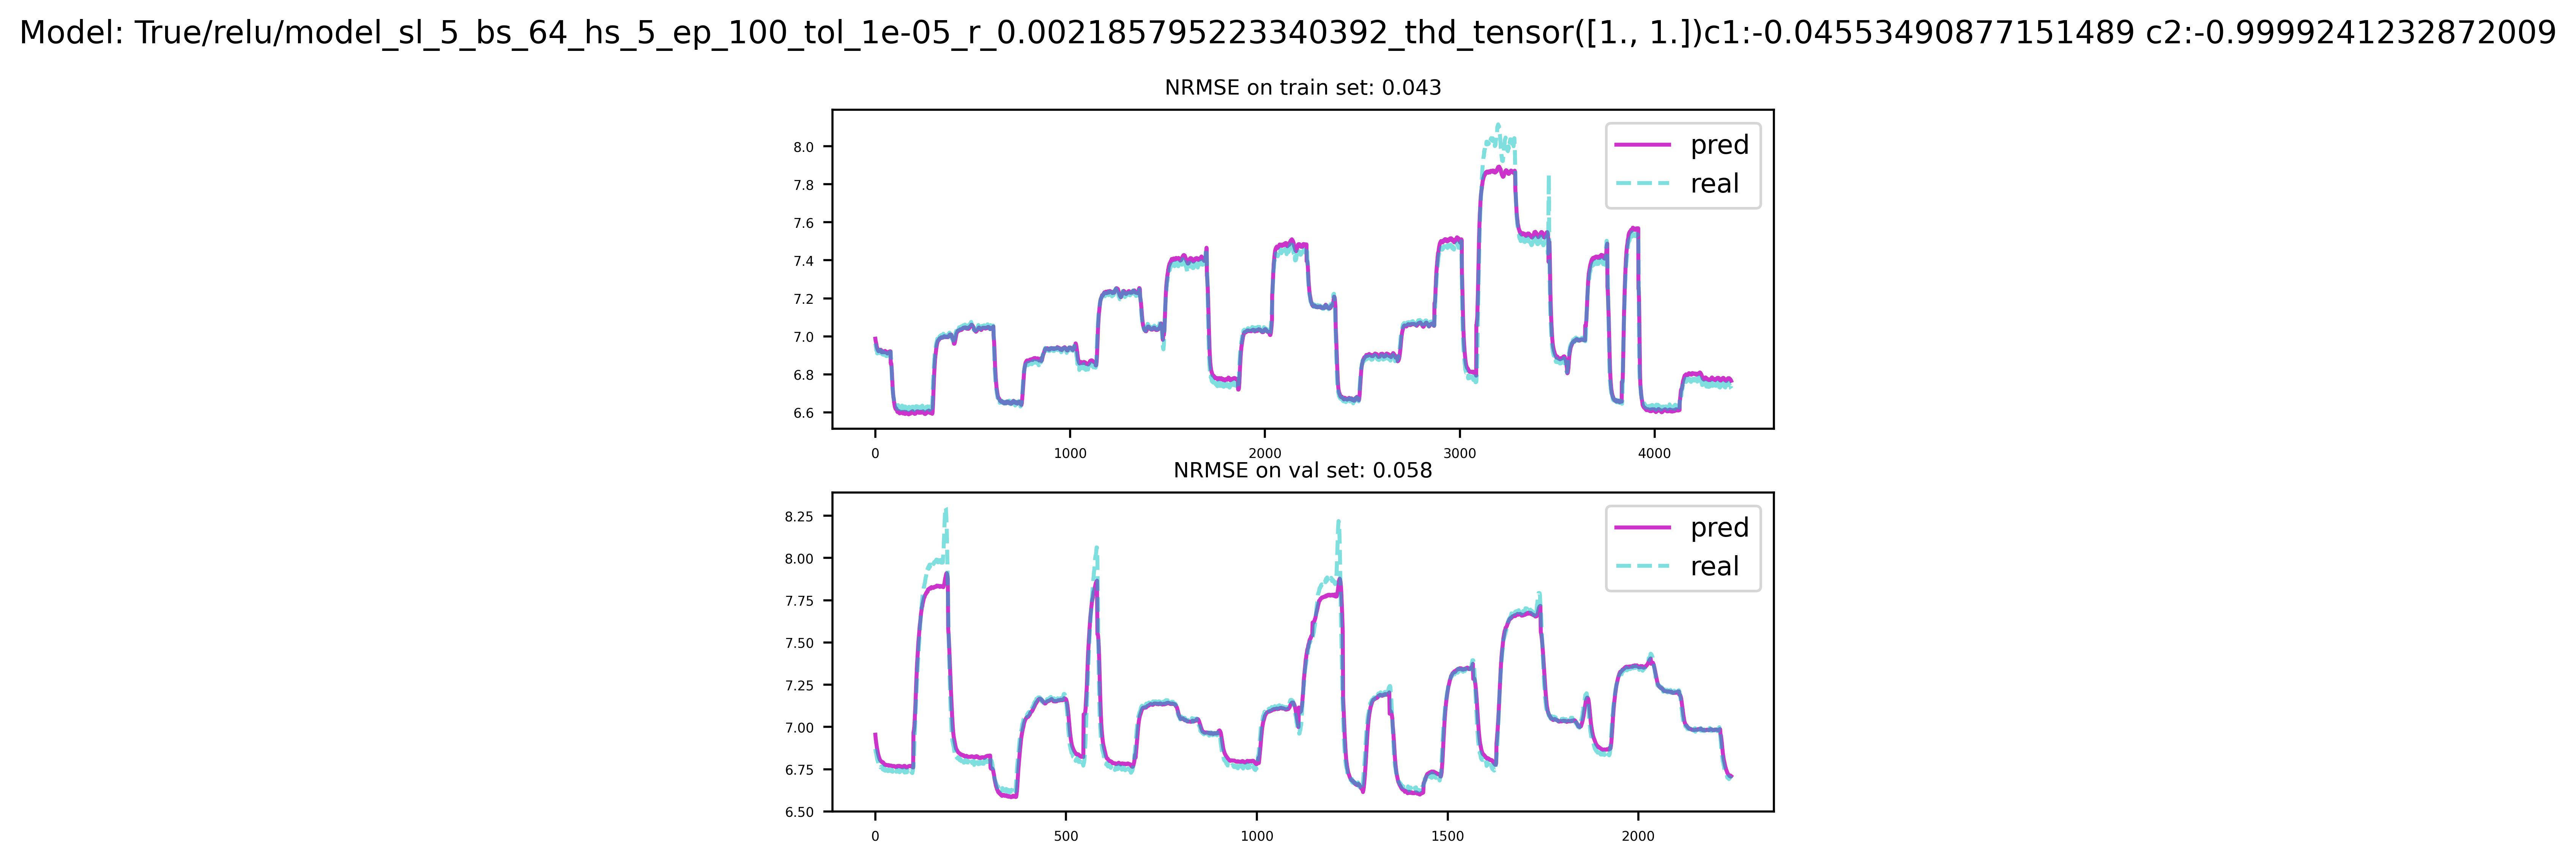 Model: True/relu/model_sl_5_bs_64_hs_5_ep_100_tol_1e-05_r_0.0021857795223340392_thd_tensor([1., 1.])c1:-0.04553490877151489 c2:-0.9999241232872009
NRMSE on train set: 0.043
pred
real
8.0
7.8
7.6
7.4
7.2
7.0
6.8
6.6
0 1000 2000 3000 4000
NRMSE on val set: 0.058
pred
real
8.25
8.00
7.75
7.50
7.25
7.00
6.75
6.50
0 500 1000 1500 2000